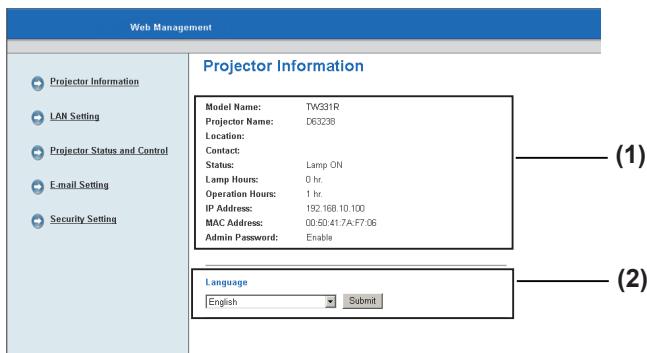 Web Management
Projector Information
LAN Setting
Projector Status and Control
E-mail Setting
Security Setting
Projector Information
Model Name: TW331R
Projector Name: D63238
Location:
Contact:
Status: Lamp ON
Lamp Hours: 0 hr.
Operation Hours: 1 hr.
IP Address: 192.168.10.100
MAC Address: 00:50:41:7A:F7:06
Admin Password: Enable
(1)
Language
English Submit
(2)